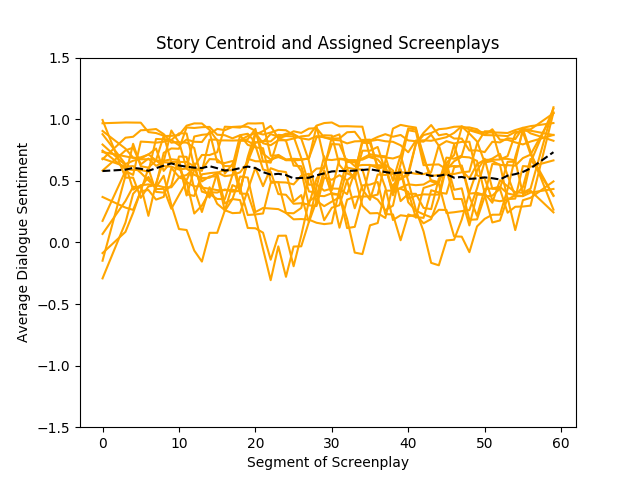 Story Centroid and Assigned Screenplays
1.5
1.0
0.5
0.0
−0.5
−1.0
−1.5
Average Dialogue Sentiment
0 10 20 30 40 50 60
Segment of Screenplay